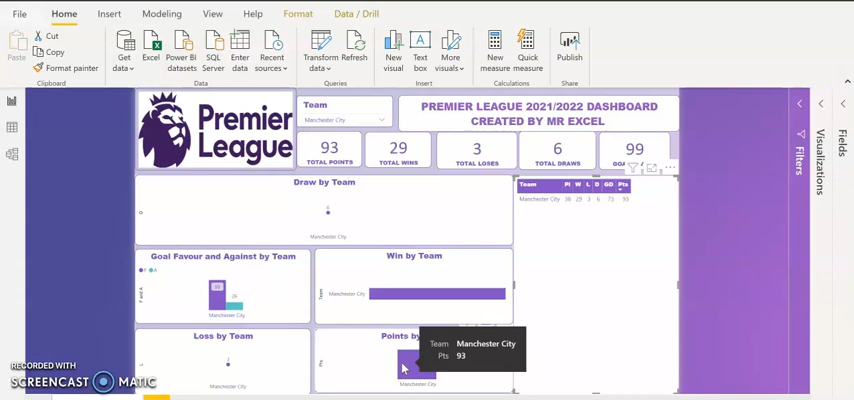 File Home Insert Modeling View Help Format Data / Drill
Paste
Cut
Copy
Format painter
Clipboard
Get data
Excel
Power BI datasets
SQL Server
Enter data
Recent sources
Data
Transform data
Refresh
Queries
New visual
Text box
More visuals
Insert
New measure
Quick measure
Calculations
Publish
Share
Premier League
Team
Manchester City
PREMIER LEAGUE 2021/2022 DASHBOARD
CREATED BY MR EXCEL
93
TOTAL POINTS
29
TOTAL WINS
3
TOTAL LOSES
6
TOTAL DRAWS
99
Draw by Team
D
6
Manchester City
Team Pl W L D GD Pts
Manchester City 38 29 3 6 73 93
Goal Favour and Against by Team
F A
F and A
99
26
Manchester City
Win by Team
Team
Manchester City
Loss by Team
L
3
Manchester City
Points by
Pts
Manchester City
Team Manchester City
Pts 93
Filters
Visualizations
Fields
RECORDED WITH
SCREENCAST MATIC